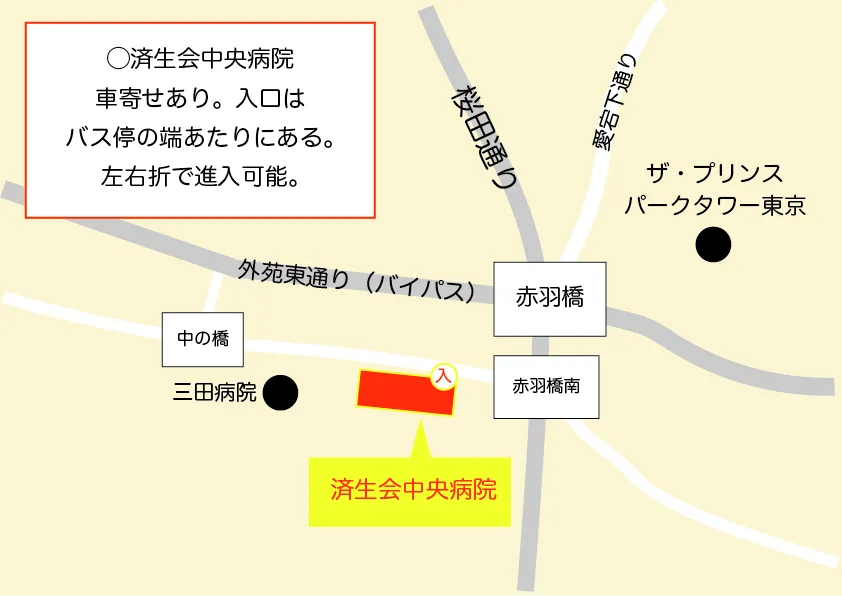 ◯済生会中央病院
車寄せあり。入口は
バス停の端あたりにある。
左右折で進入可能。
桜田通り
愛宕下通り
ザ・プリンス
パークタワー東京
外苑東通り（バイパス）
赤羽橋
中の橋
入
赤羽橋南
三田病院
済生会中央病院